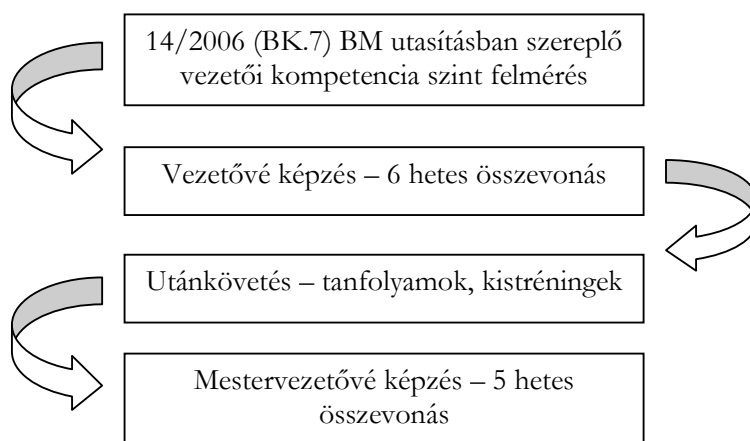 14/2006 (BK.7) BM utasításban szereplő
vezetői kompetencia szint felmérés
Vezetővé képzés – 6 hetes összevonás
Utánkövetés – tanfolyamok, kistréningek
Mestervezetővé képzés – 5 hetes
összevonás